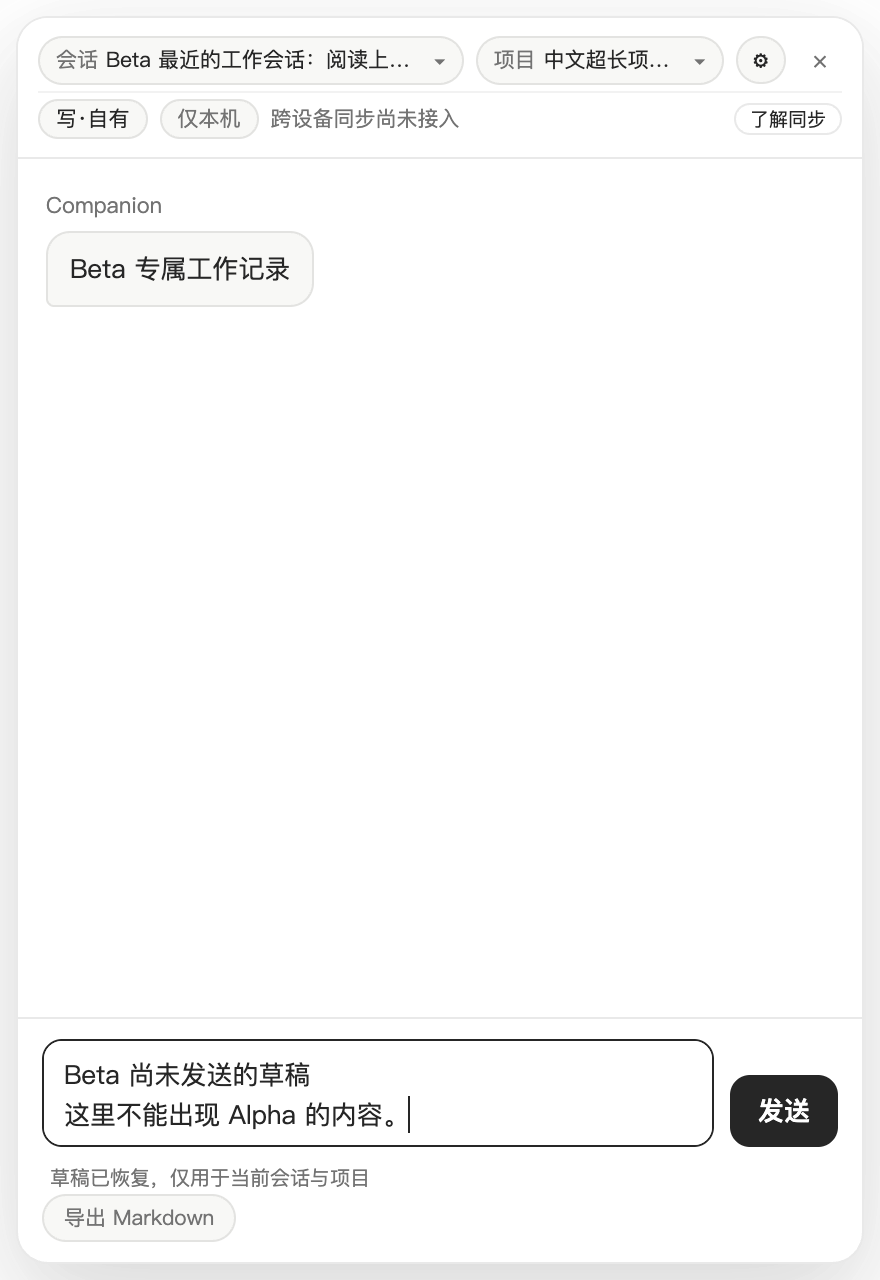 会话 Beta 最近的工作会话：阅读上… 项目 中文超长项…
写·自有 仅本机 跨设备同步尚未接入 了解同步
Companion
Beta 专属工作记录
Beta 尚未发送的草稿
这里不能出现 Alpha 的内容。
发送
草稿已恢复，仅用于当前会话与项目
导出 Markdown